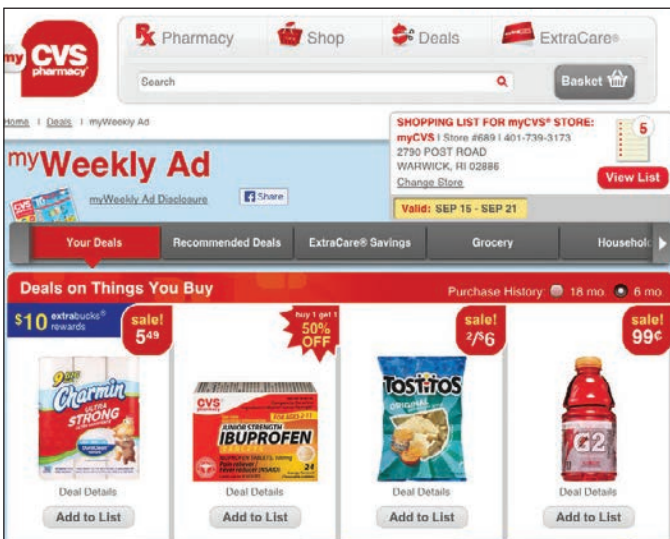 my CVS
pharmacy
Pharmacy
Shop
Deals
ExtraCare®
Search
Basket
Home | Deals | myWeekly Ad
SHOPPING LIST FOR myCVS® STORE:
myCVS | Store #689 | 401-739-3173
2790 POST ROAD
WARWICK, RI 02886
Change Store
5
View List
Valid: SEP 15 - SEP 21
myWeekly Ad
myWeekly Ad Disclosure
Share
Your Deals
Recommended Deals
ExtraCare® Savings
Grocery
Household
Deals on Things You Buy
Purchase History: 18 mo. 6 mo
$10 extrabucks®
rewards
sale!
5 49
buy 1 get 1
50%
OFF
sale!
2/$6
sale!
99¢
Charmin
ULTRA
STRONG
CVS
pharmacy
JUNIOR STRENGTH
IBUPROFEN
TABLETS
24
TOSTITOS
ORIGINAL
G2
Deal Details
Deal Details
Deal Details
Deal Details
Add to List
Add to List
Add to List
Add to List